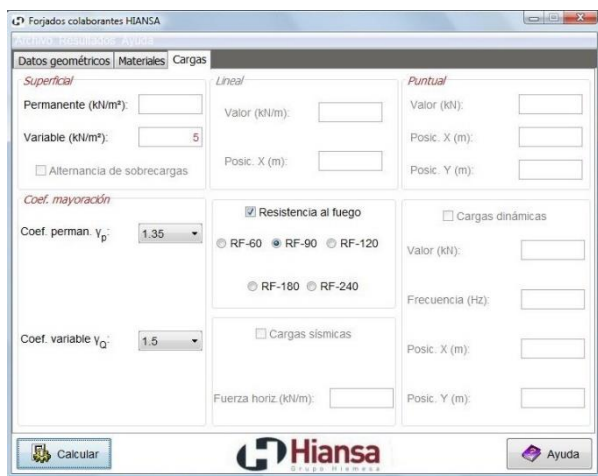 Forjados colaborantes HIANSA
Archivo Resultados Ayuda
Datos geométricos Materiales Cargas
Superficial
Permanente (kN/m²):
Variable (kN/m²): 5
Alternancia de sobrecargas
Lineal
Valor (kN/m):
Posic. X (m):
Puntual
Valor (kN):
Posic. X (m):
Posic. Y (m):
Coef. mayoración
Coef. perman. γp: 1.35
Coef. variable γQ: 1.5
Resistencia al fuego
RF-60 RF-90 RF-120
RF-180 RF-240
Cargas sísmicas
Fuerza horiz.(kN/m):
Cargas dinámicas
Valor (kN):
Frecuencia (Hz):
Posic. X (m):
Posic. Y (m):
Calcular
Hiansa
Grupo Hiemesa
Ayuda